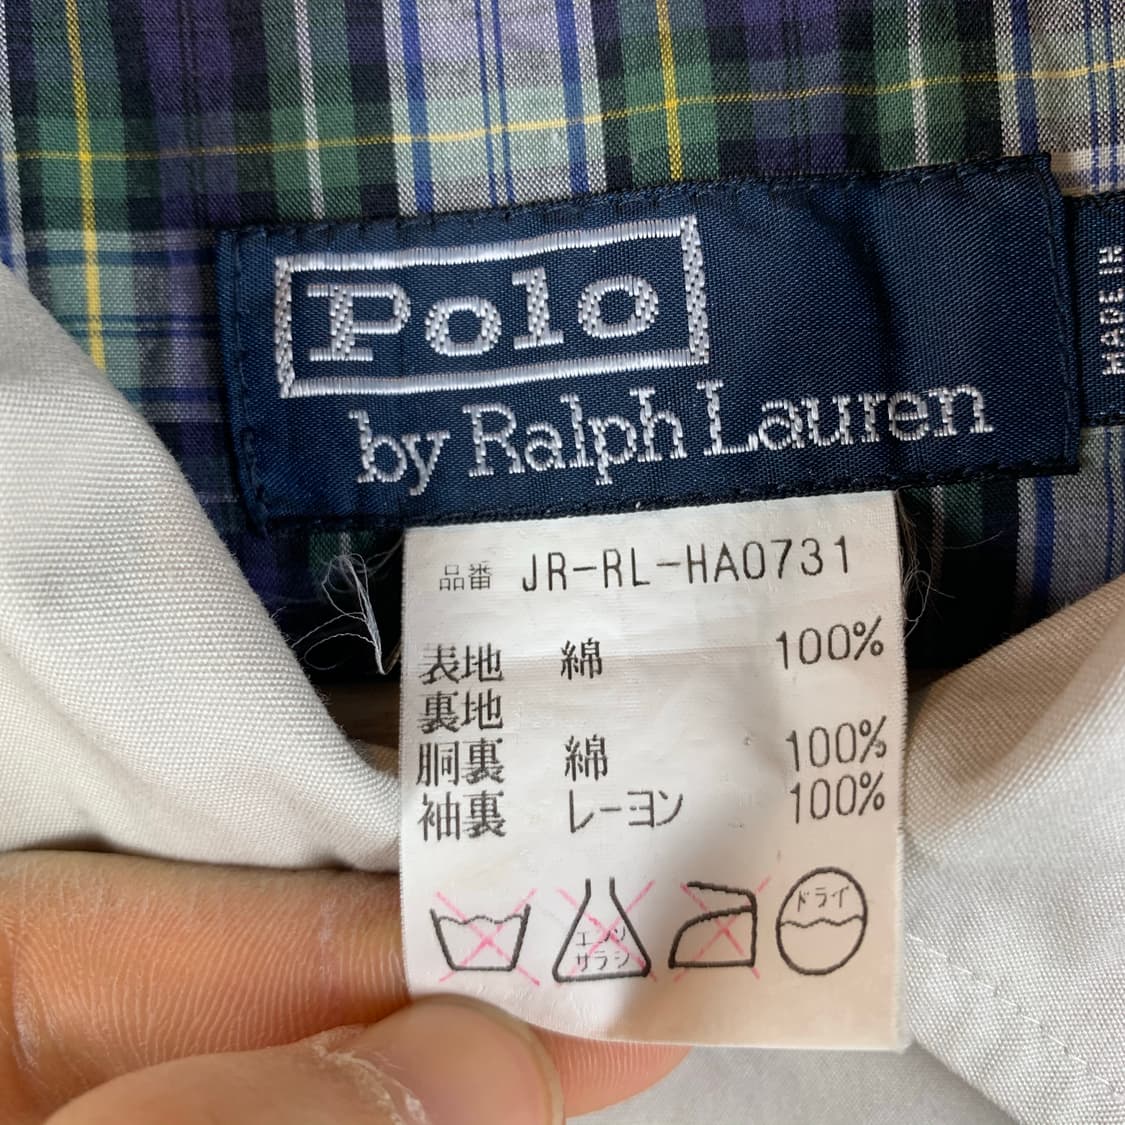 Polo
by Ralph Lauren
MADE IN
品番 JR-RL-HA0731
表地 綿 100%
裏地
胴裏 綿 100%
袖裏 レーヨン 100%
エンソ
サラシ
ドライ